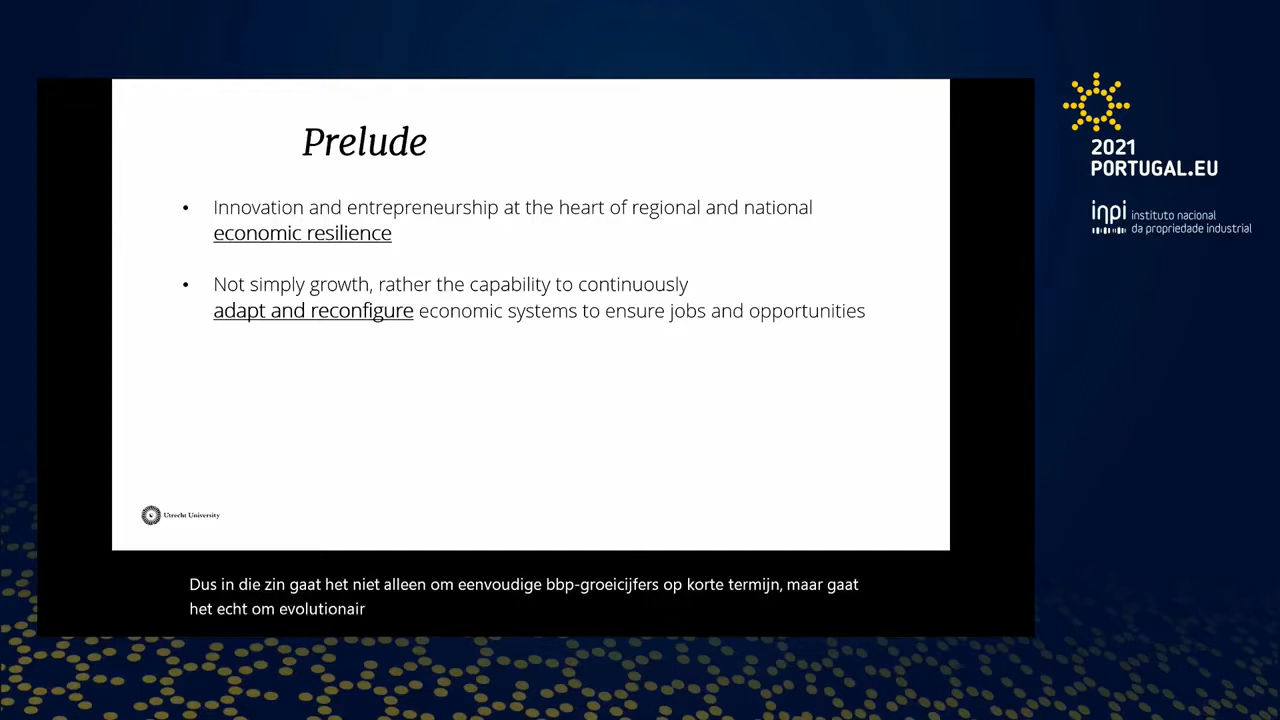 Prelude
• Innovation and entrepreneurship at the heart of regional and national
economic resilience
• Not simply growth, rather the capability to continuously
adapt and reconfigure economic systems to ensure jobs and opportunities
Utrecht University
Dus in die zin gaat het niet alleen om eenvoudige bbp-groeicijfers op korte termijn, maar gaat
het echt om evolutionair
2021
PORTUGAL.EU
inpi instituto nacional
da propriedade industrial